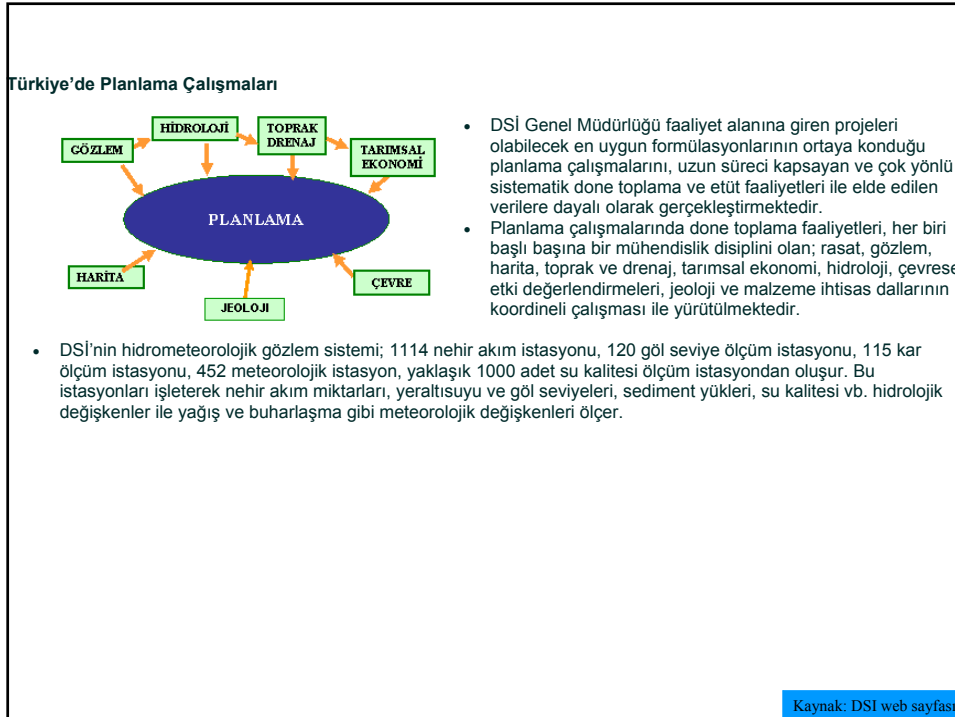 Türkiye’de Planlama Çalışmaları
GÖZLEM
HİDROLOJİ
TOPRAK
DRENAJ
TARIMSAL
EKONOMİ
PLANLAMA
HARİTA
JEOLOJI
ÇEVRE
• DSİ Genel Müdürlüğü faaliyet alanına giren projeleri
olabilecek en uygun formülasyonlarının ortaya konduğu
planlama çalışmalarını, uzun süreci kapsayan ve çok yönlü
sistematik done toplama ve etüt faaliyetleri ile elde edilen
verilere dayalı olarak gerçekleştirmektedir.
• Planlama çalışmalarında done toplama faaliyetleri, her biri
başlı başına bir mühendislik disiplini olan; rasat, gözlem,
harita, toprak ve drenaj, tarımsal ekonomi, hidroloji, çevrese
etki değerlendirmeleri, jeoloji ve malzeme ihtisas dallarının
koordineli çalışması ile yürütülmektedir.
• DSİ’nin hidrometeorolojik gözlem sistemi; 1114 nehir akım istasyonu, 120 göl seviye ölçüm istasyonu, 115 kar
ölçüm istasyonu, 452 meteorolojik istasyon, yaklaşık 1000 adet su kalitesi ölçüm istasyondan oluşur. Bu
istasyonları işleterek nehir akım miktarları, yeraltısuyu ve göl seviyeleri, sediment yükleri, su kalitesi vb. hidrolojik
değişkenler ile yağış ve buharlaşma gibi meteorolojik değişkenleri ölçer.
Kaynak: DSI web sayfası